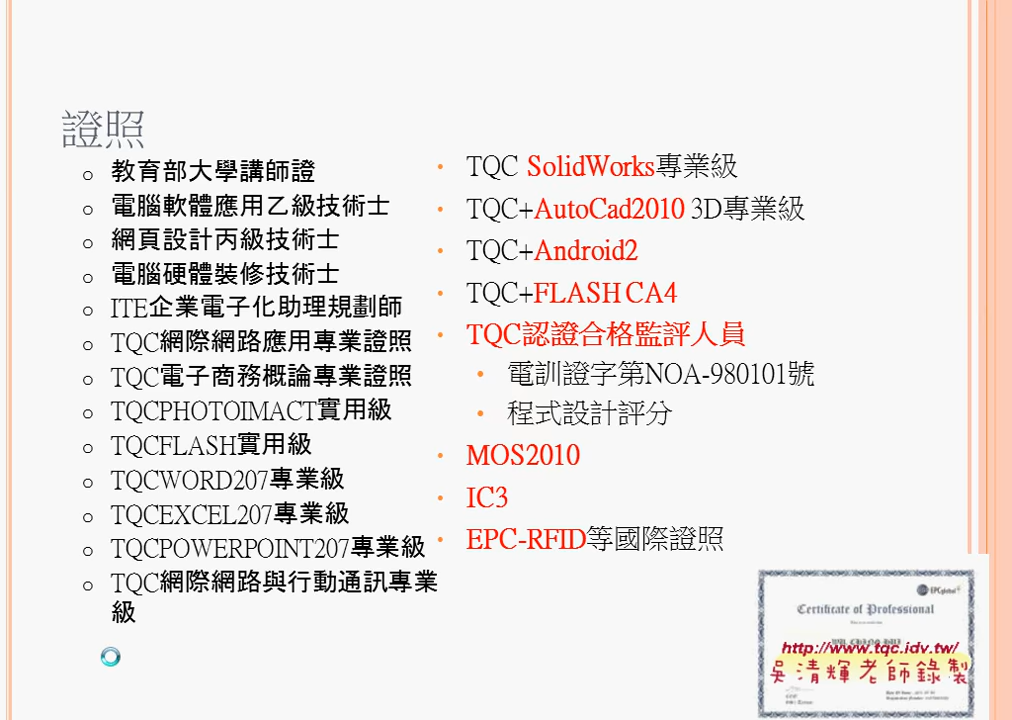 證照
教育部大學講師證
電腦軟體應用乙級技術士
網頁設計丙級技術士
電腦硬體裝修技術士
ITE企業電子化助理規劃師
TQC網際網路應用專業證照
TQC電子商務概論專業證照
TQCPHOTOIMACT實用級
TQCFLASH實用級
TQCWORD207專業級
TQCEXCEL207專業級
TQCPOWERPOINT207專業級
TQC網際網路與行動通訊專業
級
TQC SolidWorks專業級
TQC+AutoCad2010 3D專業級
TQC+Android2
TQC+FLASH CA4
TQC認證合格監評人員
電訓證字第NOA-980101號
程式設計評分
MOS2010
IC3
EPC-RFID等國際證照
EPCglobal
Certificate of Professional
http://www.tqc.idv.tw/
吳清輝老師錄製